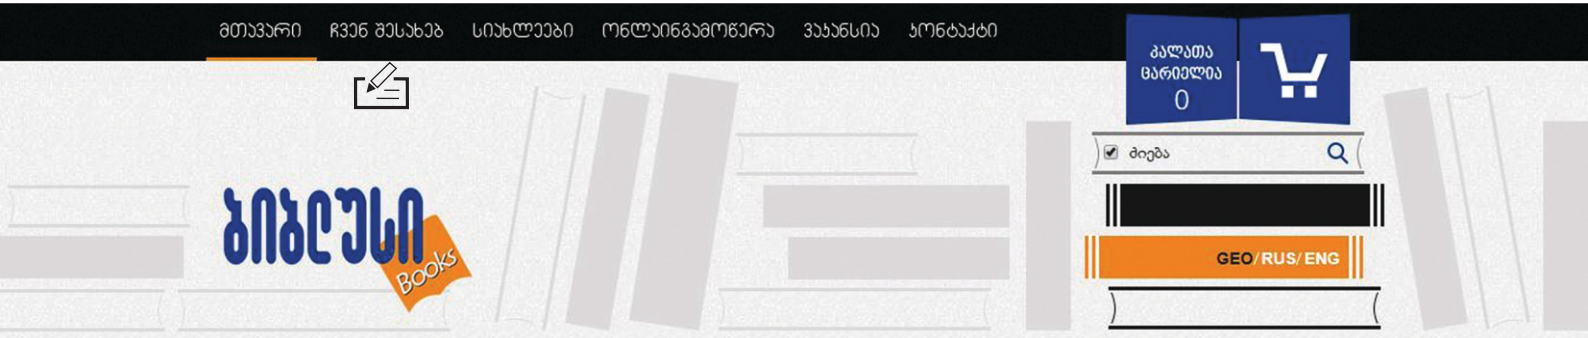 მთავარი ჩვენ შესახებ სიახლეები ონლაინგამოწერა ვაკანსია კონტაქტი
კალათა
ცარიელია
0
ძიება
ბიბლუსი
Books
GEO/RUS/ENG